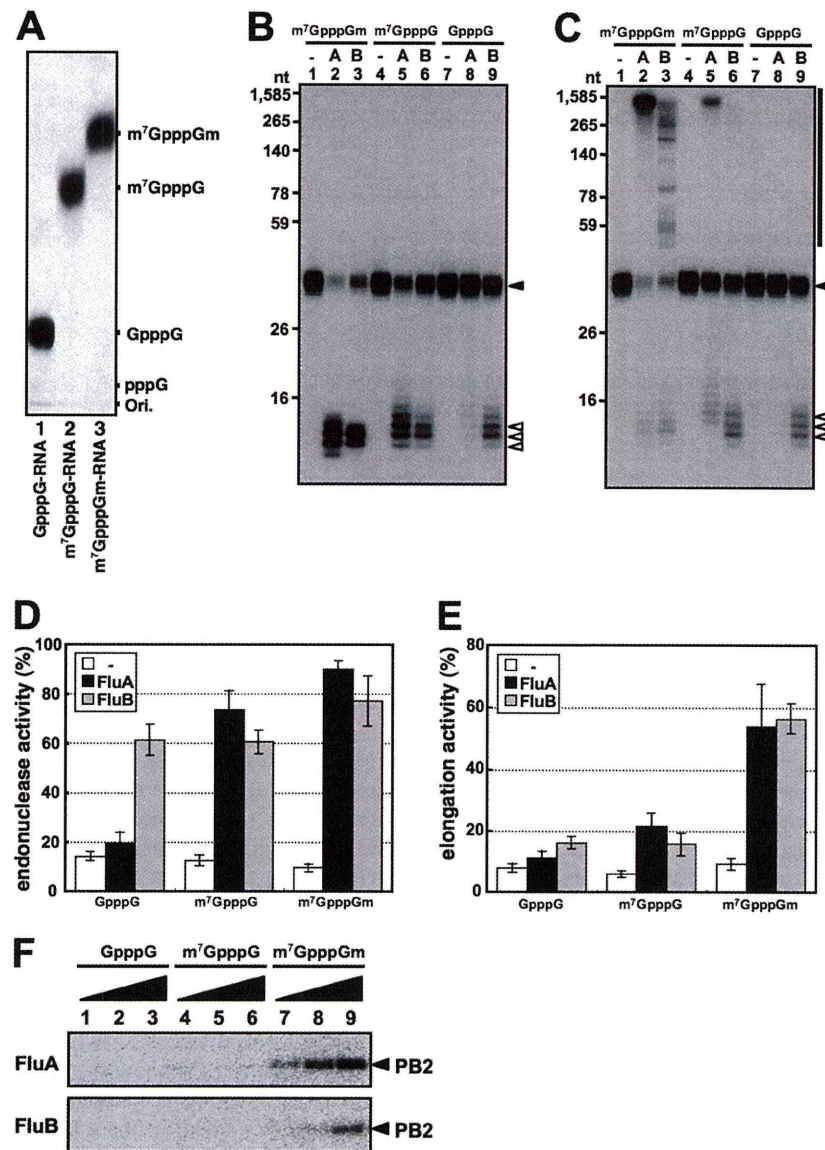 A
m⁷GpppGm
m⁷GpppG
GpppG
pppG
Ori.
1 2 3
GpppG-RNA
m⁷GpppG-RNA
m⁷GpppGm-RNA
B
m⁷GpppGm m⁷GpppG GpppG
- A B - A B - A B
nt 1 2 3 4 5 6 7 8 9
1,585
265
140
78
59
26
16
C
m⁷GpppGm m⁷GpppG GpppG
- A B - A B - A B
nt 1 2 3 4 5 6 7 8 9
1,585
265
140
78
59
26
16
D
endonuclease activity (%)
100
80
60
40
20
0
-
FluA
FluB
GpppG m⁷GpppG m⁷GpppGm
E
elongation activity (%)
80
60
40
20
0
-
FluA
FluB
GpppG m⁷GpppG m⁷GpppGm
F
GpppG m⁷GpppG m⁷GpppGm
1 2 3 4 5 6 7 8 9
FluA PB2
FluB PB2